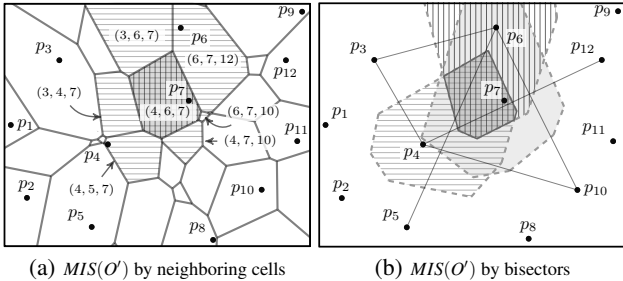 p9
p6
(3, 6, 7)
p3
(6, 7, 12)
p12
(3, 4, 7)
p7
(4, 6, 7)
(6, 7, 10)
p1
p11
p4
(4, 7, 10)
(4, 5, 7)
p10
p2
p5
p8
(a) MIS(O′) by neighboring cells
p9
p6
p3
p12
p7
p1
p11
p4
p10
p2
p5
p8
(b) MIS(O′) by bisectors